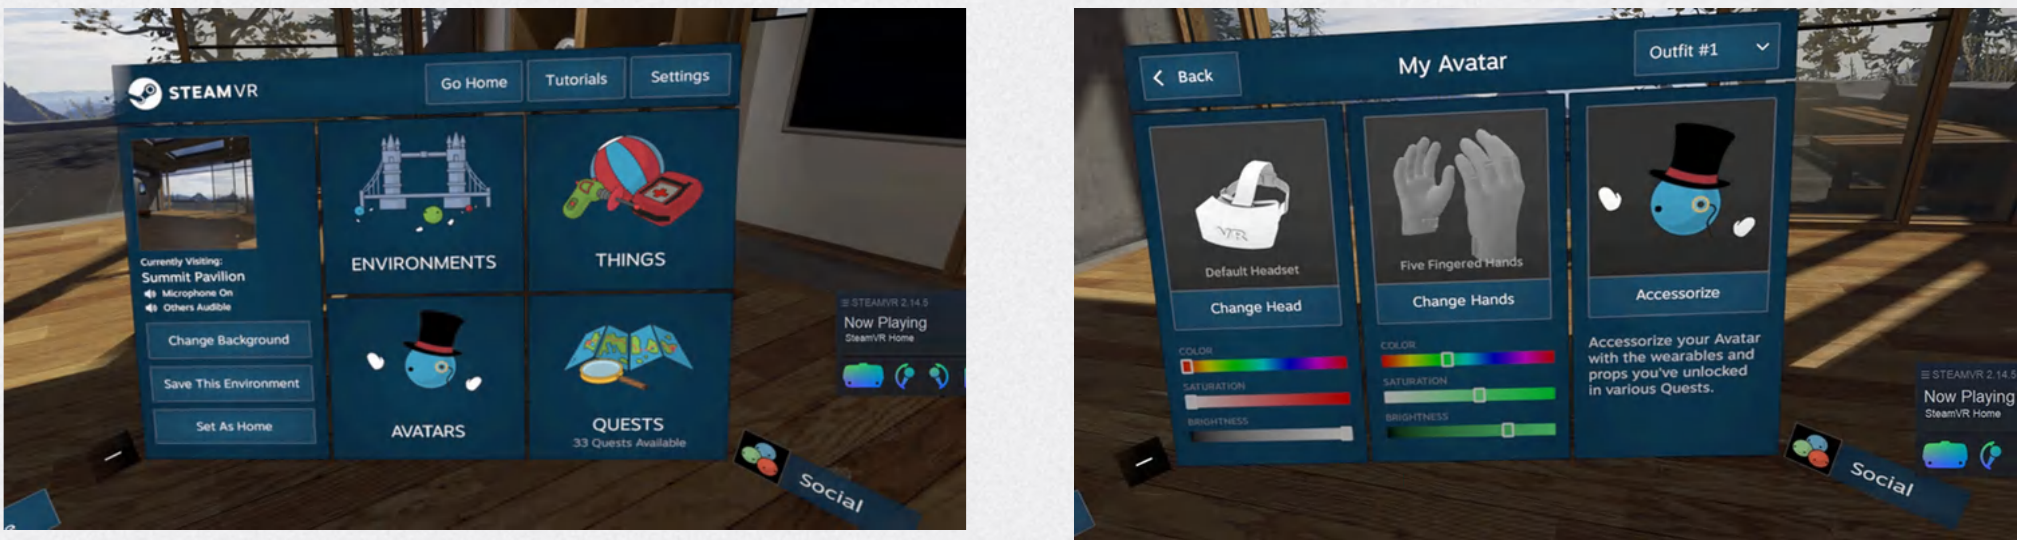 STEAMVR
Go Home
Tutorials
Settings
Currently Visiting:
Summit Pavilion
Microphone On
Others Audible
Change Background
Save This Environment
Set As Home
ENVIRONMENTS
THINGS
AVATARS
QUESTS
33 Quests Available
STEAMVR 2.14.5
Now Playing
SteamVR Home
Social
Back
My Avatar
Outfit #1
VR
Default Headset
Change Head
COLOR
SATURATION
BRIGHTNESS
Five Fingered Hands
Change Hands
COLOR
SATURATION
BRIGHTNESS
Accessorize
Accessorize your Avatar
with the wearables and
props you've unlocked
in various Quests.
STEAMVR 2.14.5
Now Playing
SteamVR Home
Social